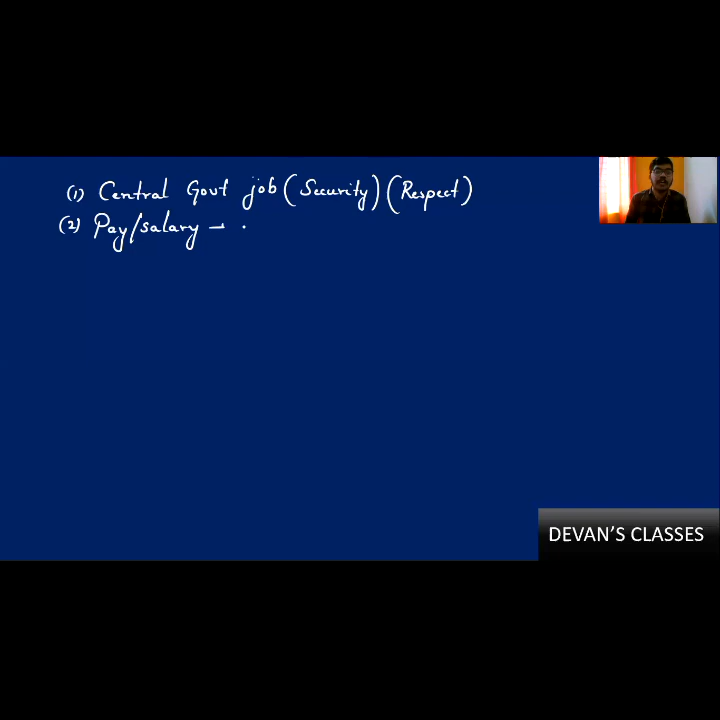 (1) Central Govt job (Security) (Respect)
(2) Pay/salary →
DEVAN'S CLASSES